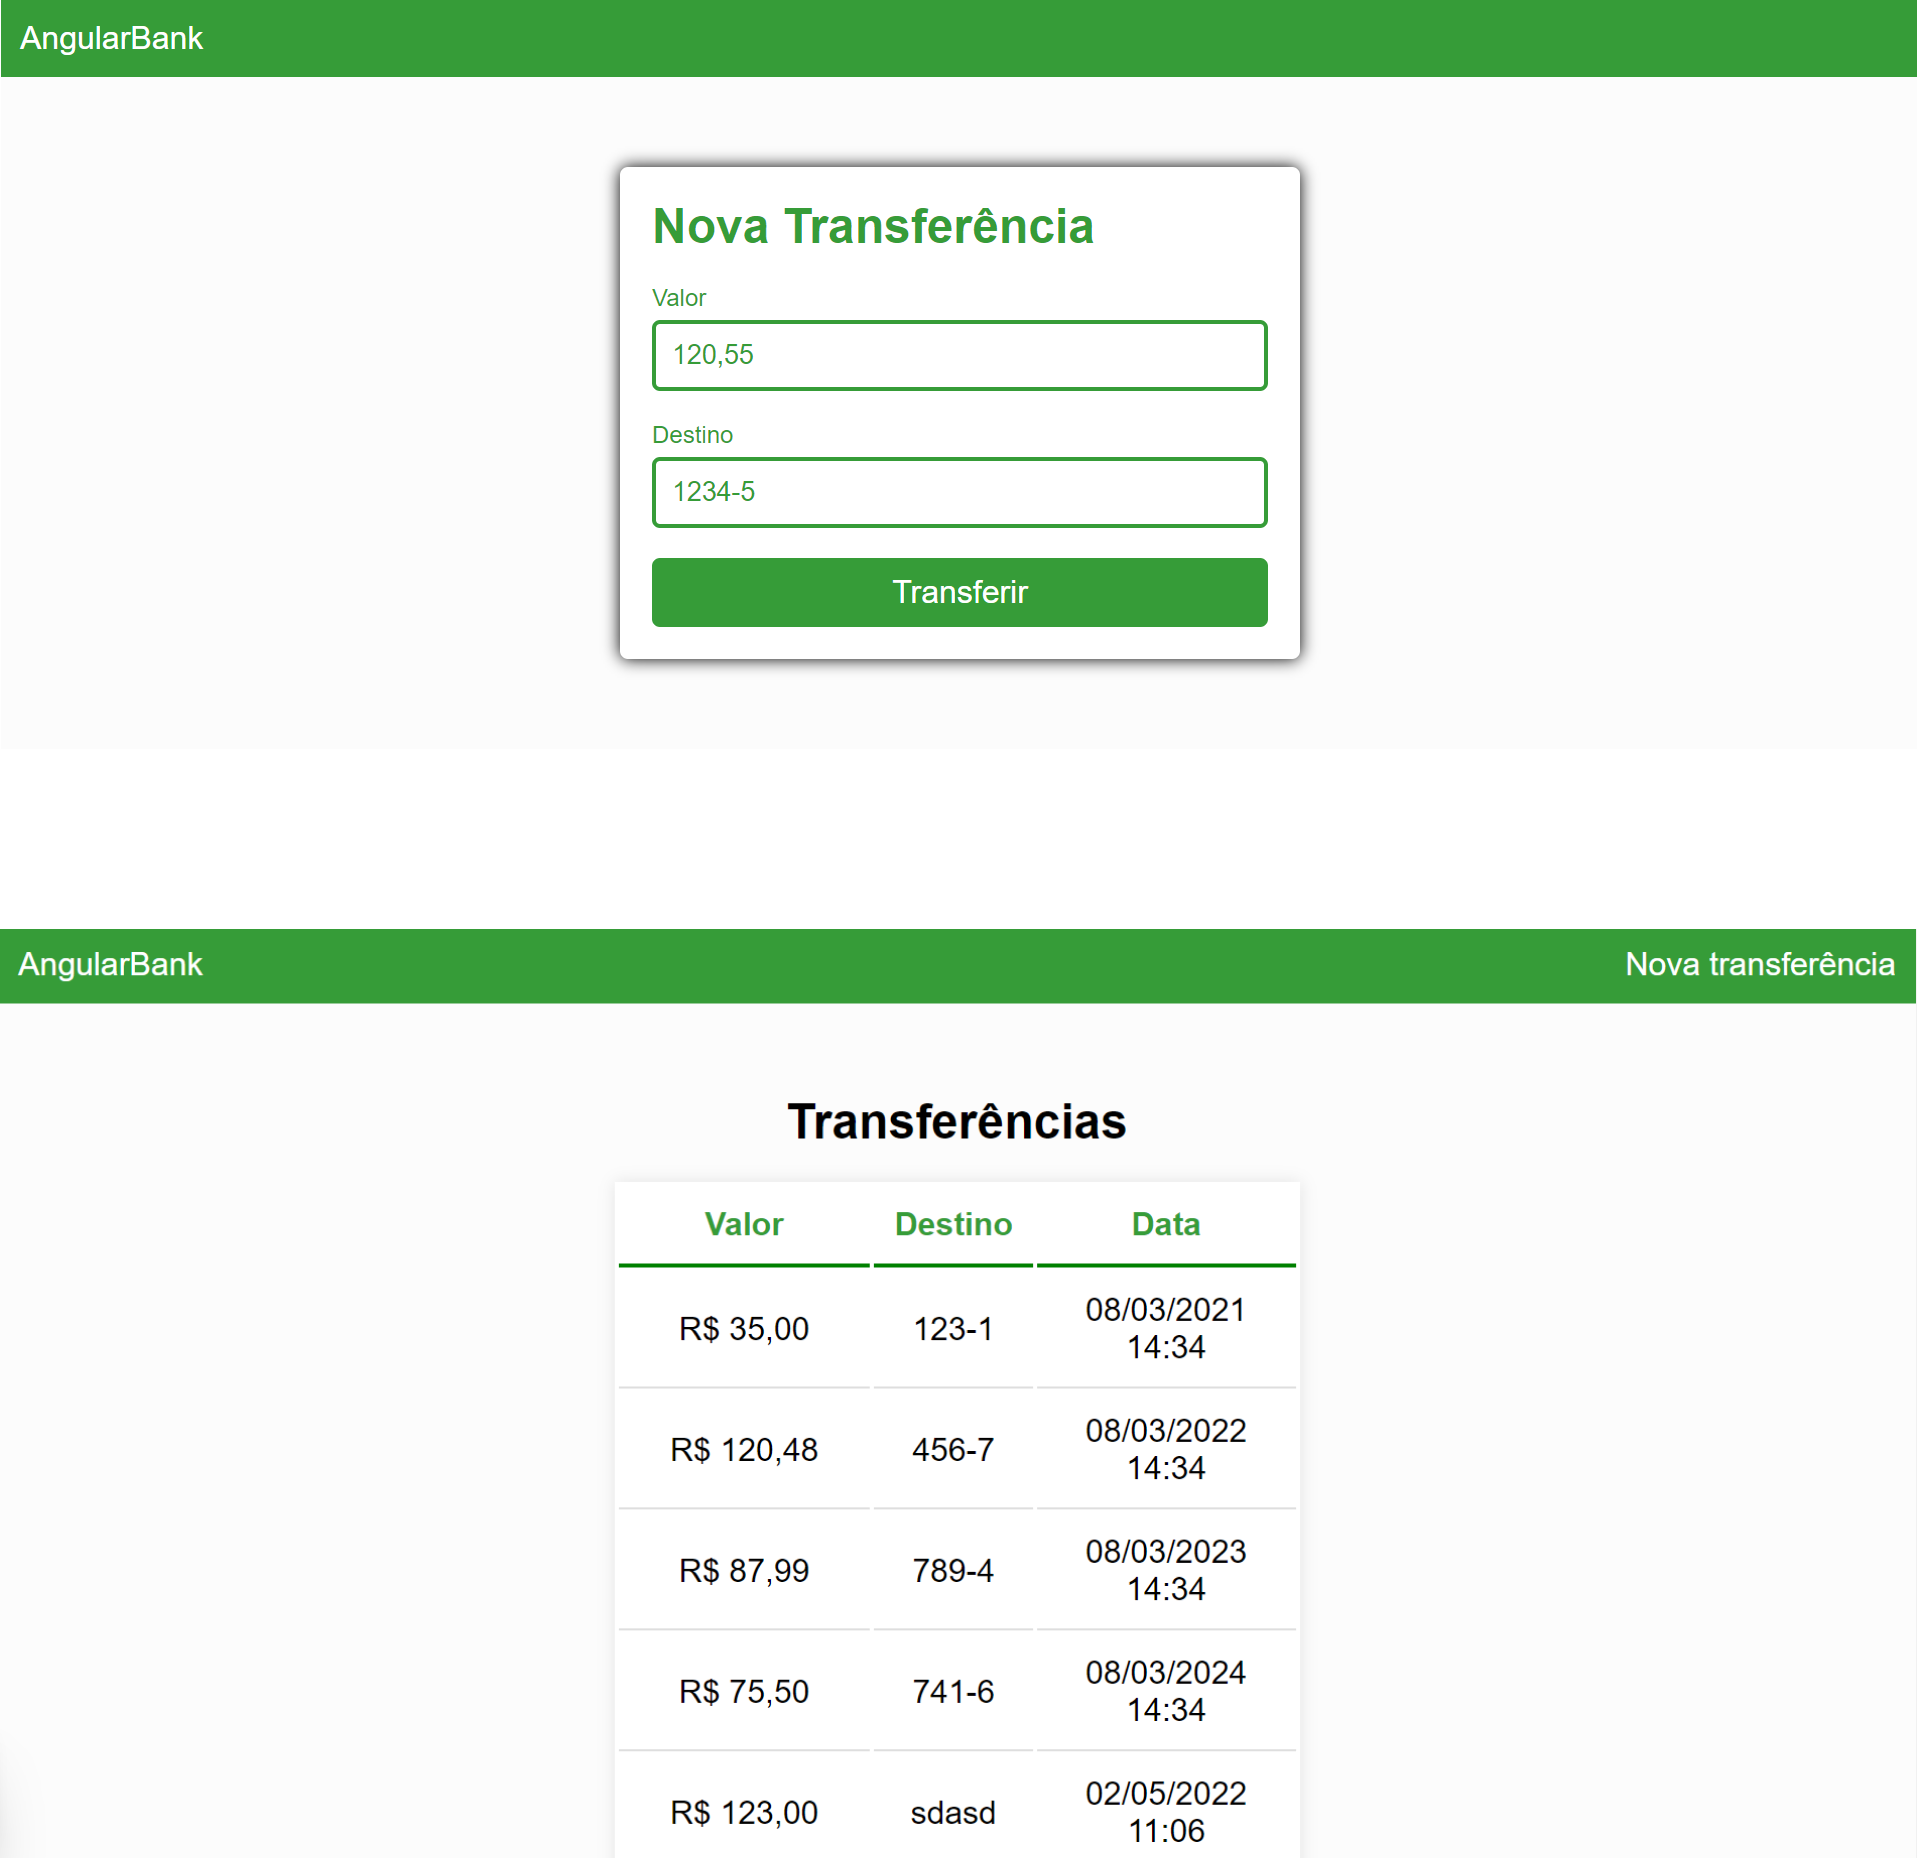 AngularBank
Nova Transferência
Valor
120,55
Destino
1234-5
Transferir
AngularBank Nova transferência
Transferências
Valor Destino Data
R$ 35,00 123-1 08/03/2021
14:34
R$ 120,48 456-7 08/03/2022
14:34
R$ 87,99 789-4 08/03/2023
14:34
R$ 75,50 741-6 08/03/2024
14:34
R$ 123,00 sdasd 02/05/2022
11:06